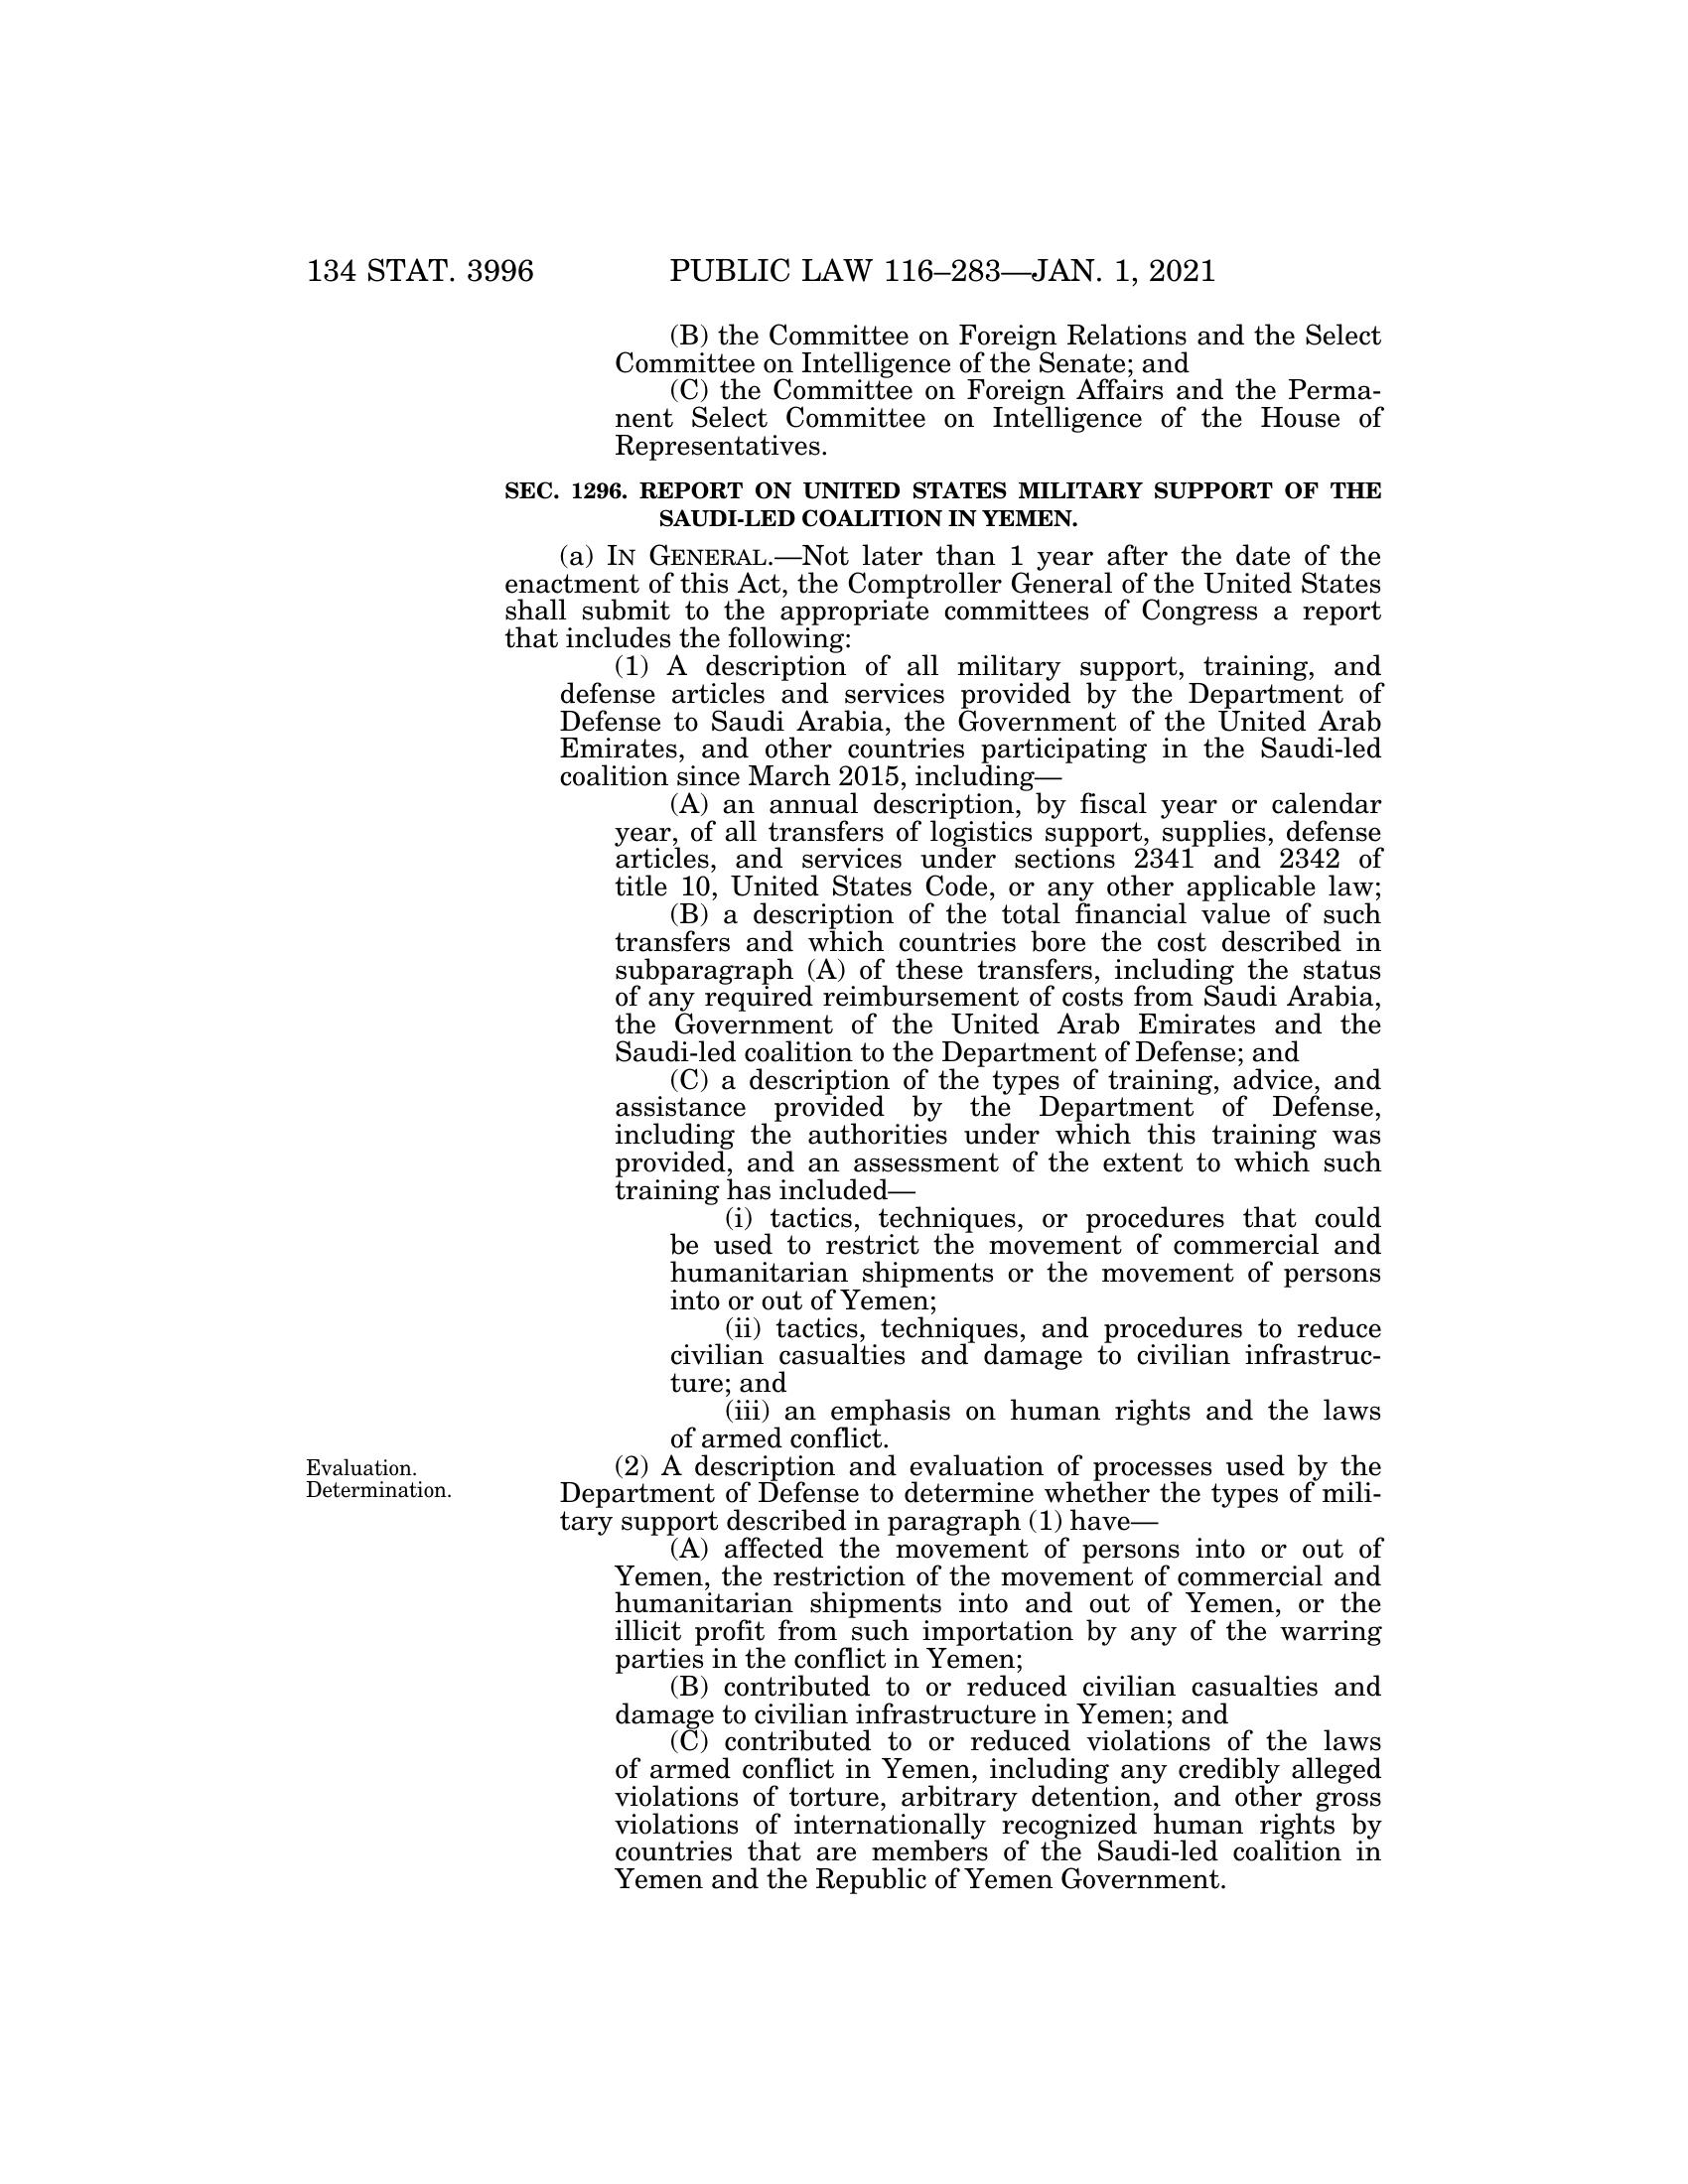 134 STAT. 3996 PUBLIC LAW 116–283—JAN. 1, 2021
(B) the Committee on Foreign Relations and the Select
Committee on Intelligence of the Senate; and
(C) the Committee on Foreign Affairs and the Perma-
nent Select Committee on Intelligence of the House of
Representatives.
SEC. 1296. REPORT ON UNITED STATES MILITARY SUPPORT OF THE
SAUDI-LED COALITION IN YEMEN.
(a) IN GENERAL.—Not later than 1 year after the date of the
enactment of this Act, the Comptroller General of the United States
shall submit to the appropriate committees of Congress a report
that includes the following:
(1) A description of all military support, training, and
defense articles and services provided by the Department of
Defense to Saudi Arabia, the Government of the United Arab
Emirates, and other countries participating in the Saudi-led
coalition since March 2015, including—
(A) an annual description, by fiscal year or calendar
year, of all transfers of logistics support, supplies, defense
articles, and services under sections 2341 and 2342 of
title 10, United States Code, or any other applicable law;
(B) a description of the total financial value of such
transfers and which countries bore the cost described in
subparagraph (A) of these transfers, including the status
of any required reimbursement of costs from Saudi Arabia,
the Government of the United Arab Emirates and the
Saudi-led coalition to the Department of Defense; and
(C) a description of the types of training, advice, and
assistance provided by the Department of Defense,
including the authorities under which this training was
provided, and an assessment of the extent to which such
training has included—
(i) tactics, techniques, or procedures that could
be used to restrict the movement of commercial and
humanitarian shipments or the movement of persons
into or out of Yemen;
(ii) tactics, techniques, and procedures to reduce
civilian casualties and damage to civilian infrastruc-
ture; and
(iii) an emphasis on human rights and the laws
of armed conflict.
Evaluation.
Determination.
(2) A description and evaluation of processes used by the
Department of Defense to determine whether the types of mili-
tary support described in paragraph (1) have—
(A) affected the movement of persons into or out of
Yemen, the restriction of the movement of commercial and
humanitarian shipments into and out of Yemen, or the
illicit profit from such importation by any of the warring
parties in the conflict in Yemen;
(B) contributed to or reduced civilian casualties and
damage to civilian infrastructure in Yemen; and
(C) contributed to or reduced violations of the laws
of armed conflict in Yemen, including any credibly alleged
violations of torture, arbitrary detention, and other gross
violations of internationally recognized human rights by
countries that are members of the Saudi-led coalition in
Yemen and the Republic of Yemen Government.